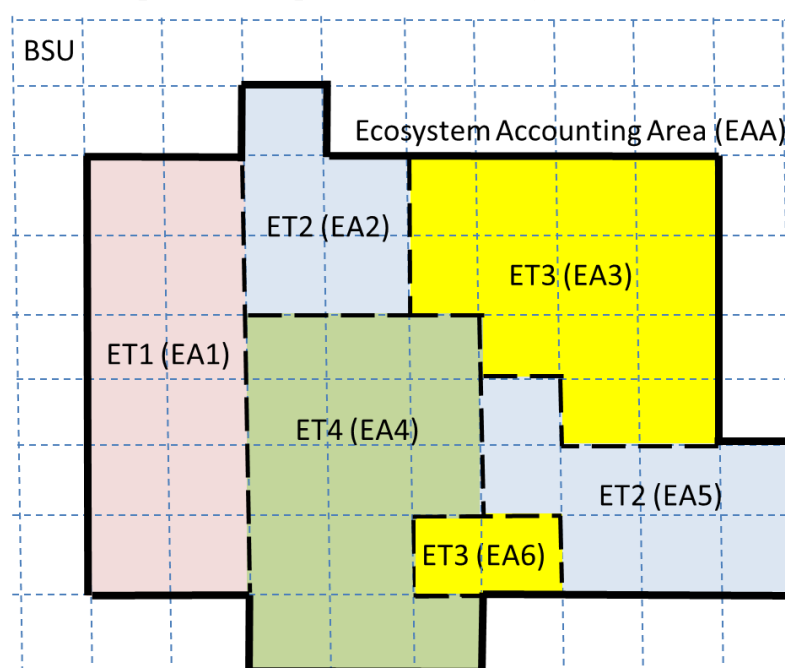 BSU
Ecosystem Accounting Area (EAA)
ET2 (EA2)
ET3 (EA3)
ET1 (EA1)
ET4 (EA4)
ET2 (EA5)
ET3 (EA6)